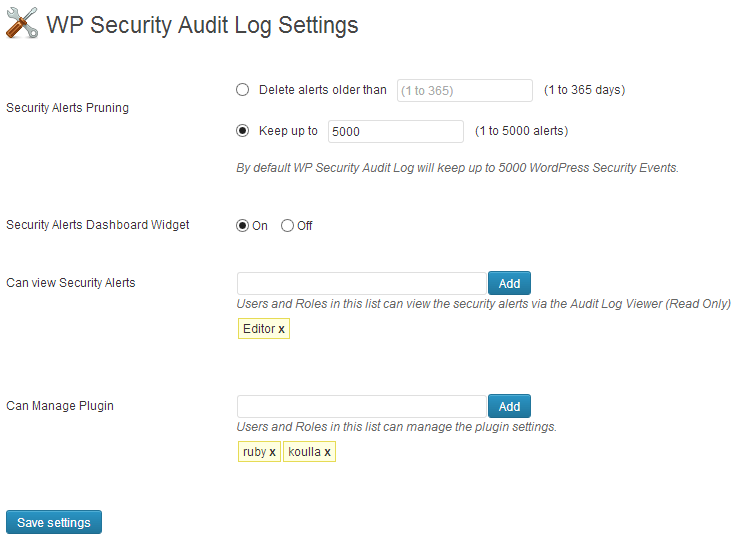 WP Security Audit Log Settings
Security Alerts Pruning
Delete alerts older than (1 to 365) (1 to 365 days)
Keep up to 5000 (1 to 5000 alerts)
By default WP Security Audit Log will keep up to 5000 WordPress Security Events.
Security Alerts Dashboard Widget On Off
Can view Security Alerts Add
Users and Roles in this list can view the security alerts via the Audit Log Viewer (Read Only)
Editor x
Can Manage Plugin Add
Users and Roles in this list can manage the plugin settings.
ruby x koulla x
Save settings